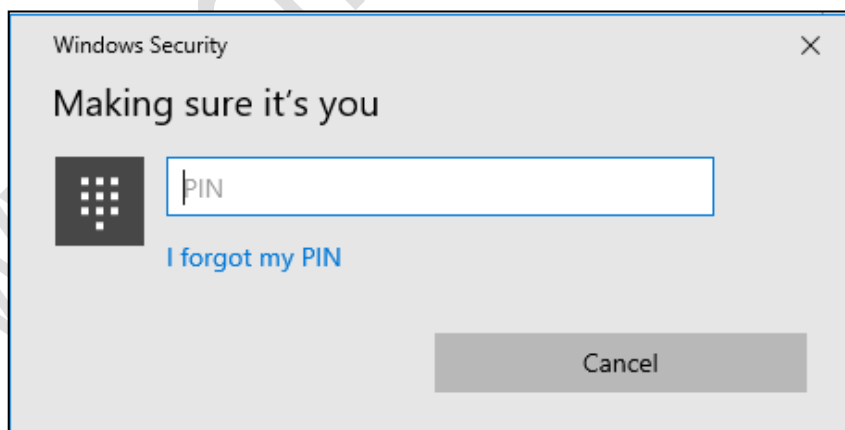 Windows Security
Making sure it's you
PIN
I forgot my PIN
Cancel